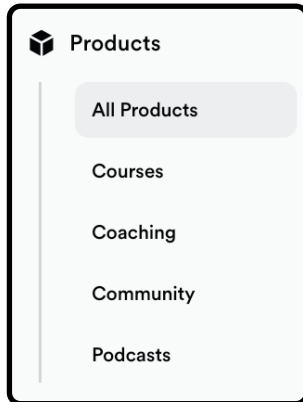 Products
All Products
Courses
Coaching
Community
Podcasts